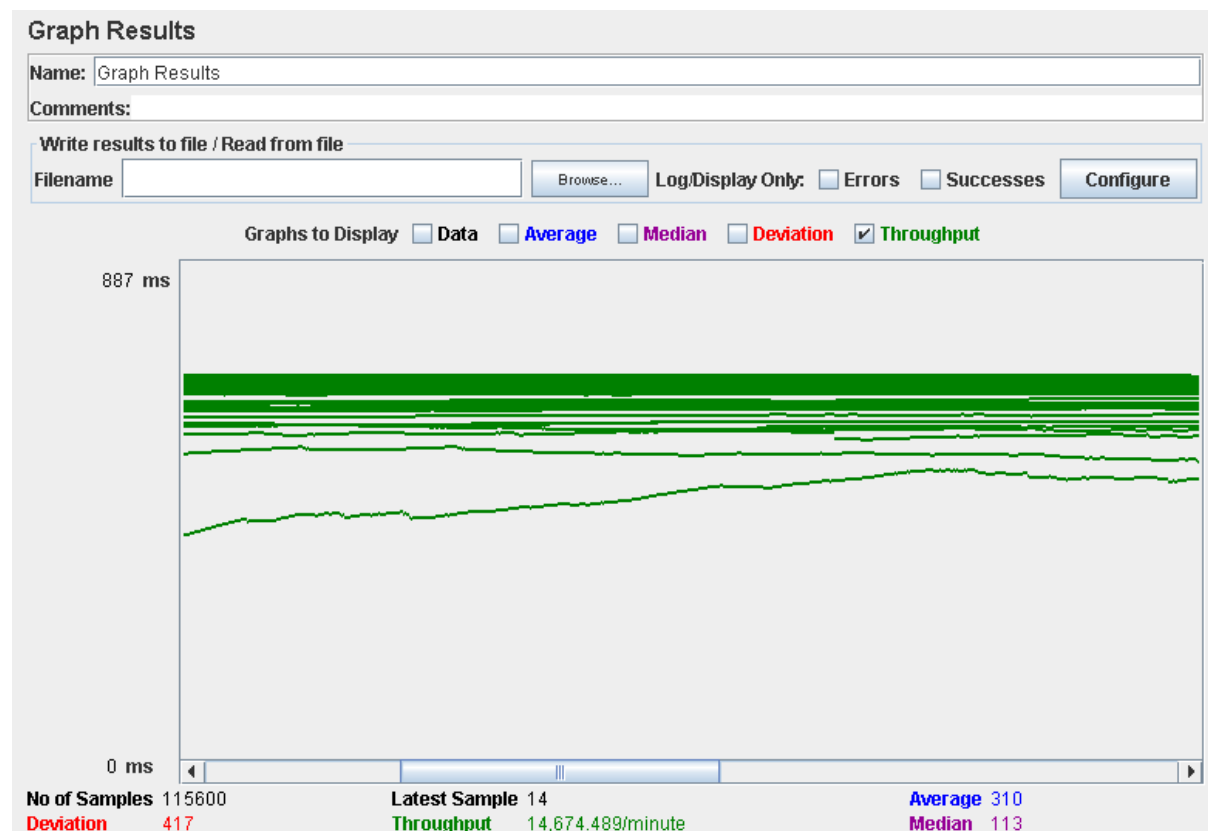 Graph Results
Name: Graph Results
Comments:
Write results to file / Read from file
Filename Browse... Log/Display Only: Errors Successes Configure
Graphs to Display Data Average Median Deviation Throughput
887 ms
0 ms
No of Samples 115600 Latest Sample 14 Average 310
Deviation 417 Throughput 14,674.489/minute Median 113